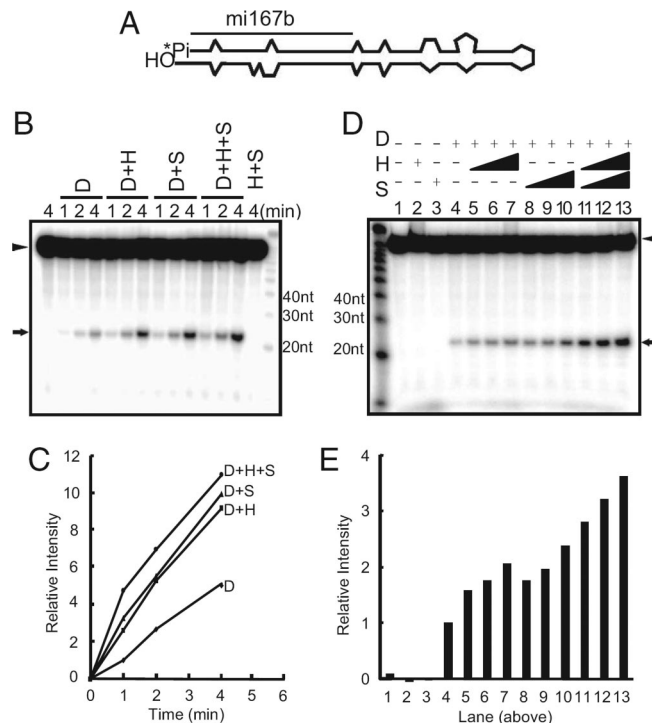 A
mi167b
*Pi
HO
B
D
D+H
D+S
D+H+S
H+S
4 1 2 4 1 2 4 1 2 4 1 2 4 4 (min)
40nt
30nt
20nt
D
D - - - + + + + + + + + + +
H - + - - - - -
S - - + - - - -
1 2 3 4 5 6 7 8 9 10 11 12 13
40nt
30nt
20nt
C
Relative Intensity
12
10
8
6
4
2
0
D+H+S
D+S
D+H
D
0 1 2 3 4 5 6
Time (min)
E
Relative Intensity
4
3
2
1
0
1 2 3 4 5 6 7 8 9 10 11 12 13
Lane (above)